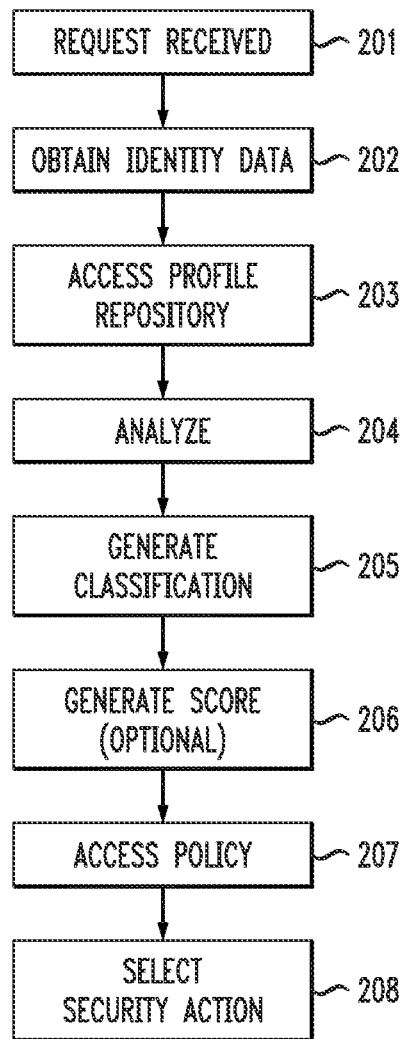 REQUEST RECEIVED 201
OBTAIN IDENTITY DATA 202
ACCESS PROFILE
REPOSITORY 203
ANALYZE 204
GENERATE
CLASSIFICATION 205
GENERATE SCORE
(OPTIONAL) 206
ACCESS POLICY 207
SELECT
SECURITY ACTION 208